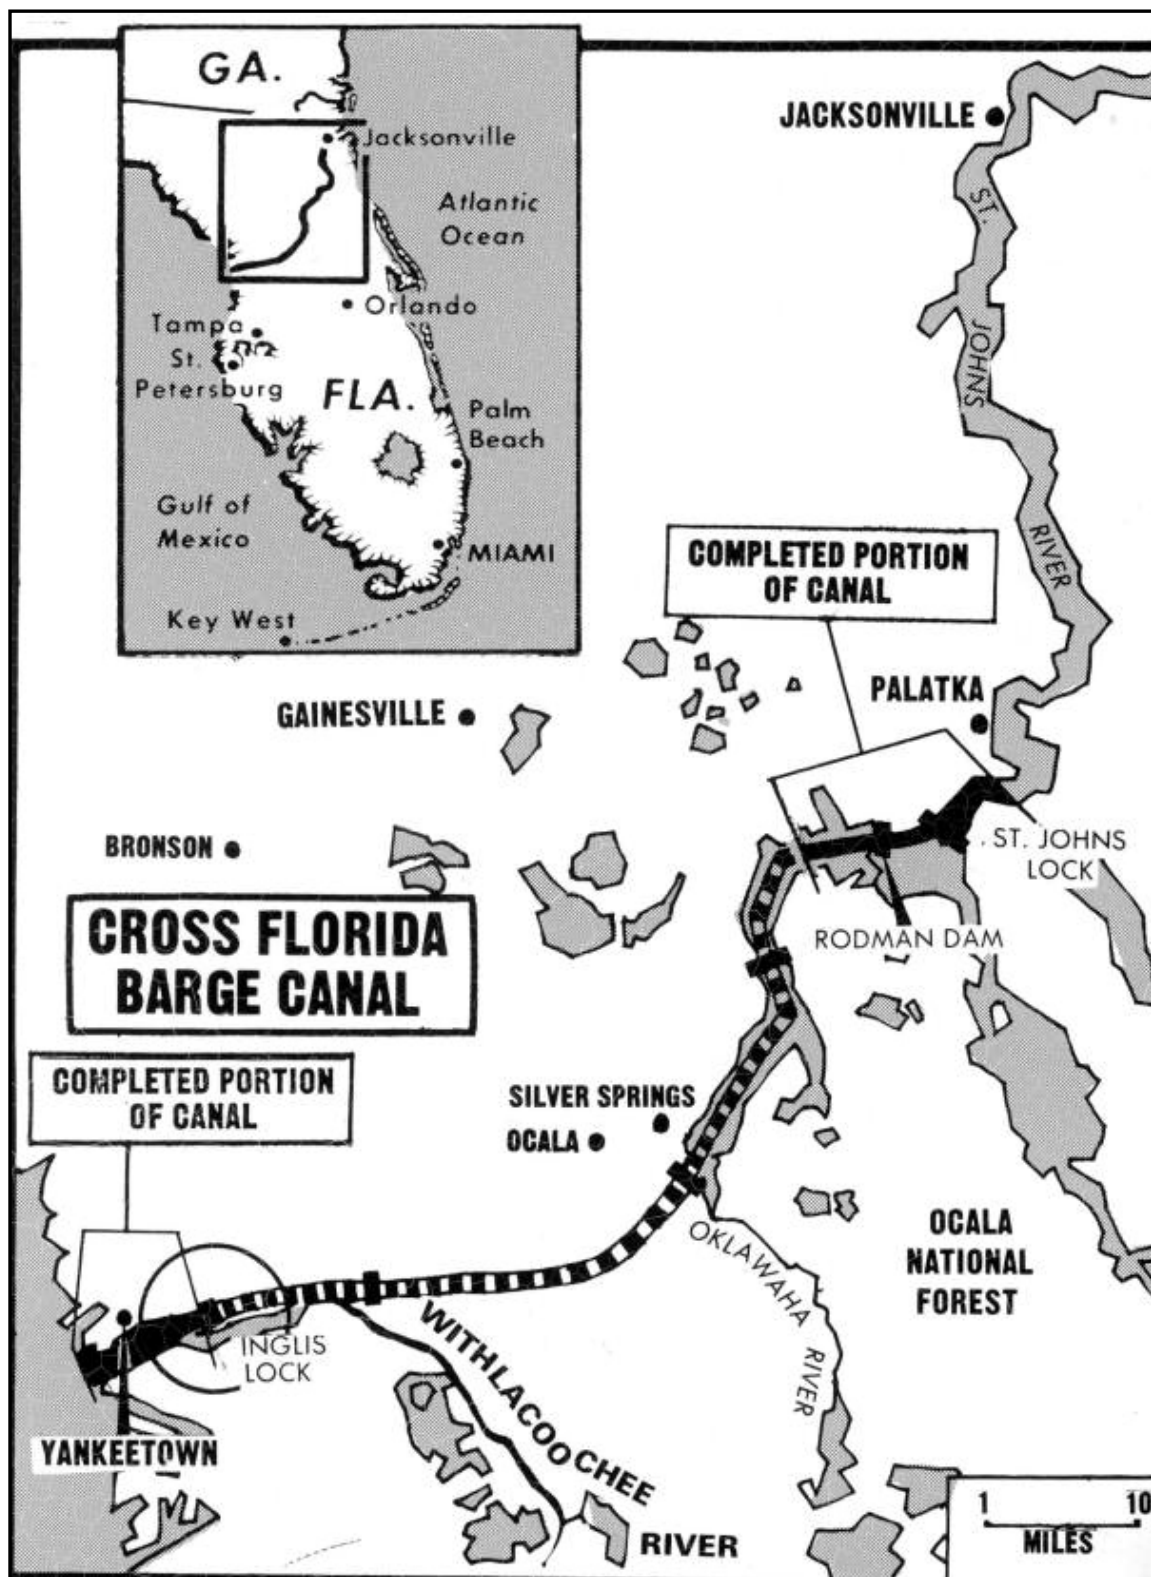 GA.
Jacksonville
Atlantic
Ocean
Orlando
Tampa
St.
Petersburg
FLA.
Palm
Beach
Gulf of
Mexico
MIAMI
Key West
JACKSONVILLE
ST. JOHNS RIVER
COMPLETED PORTION
OF CANAL
PALATKA
GAINESVILLE
BRONSON
ST. JOHNS
LOCK
RODMAN DAM
CROSS FLORIDA
BARGE CANAL
COMPLETED PORTION
OF CANAL
SILVER SPRINGS
OCALA
OCALA
NATIONAL
FOREST
OKLAWAHA RIVER
INGLIS
LOCK
WITHLACOOCHEE
RIVER
YANKEETOWN
1 10
MILES